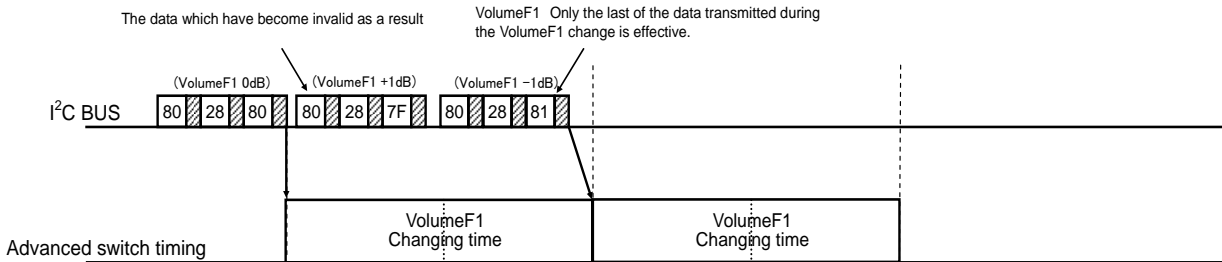 The data which have become invalid as a result
VolumeF1 Only the last of the data transmitted during
the VolumeF1 change is effective.
(VolumeF1 0dB)
(VolumeF1 +1dB)
(VolumeF1 -1dB)
I²C BUS
80 28 80
80 28 7F
80 28 81
VolumeF1
Changing time
VolumeF1
Changing time
Advanced switch timing